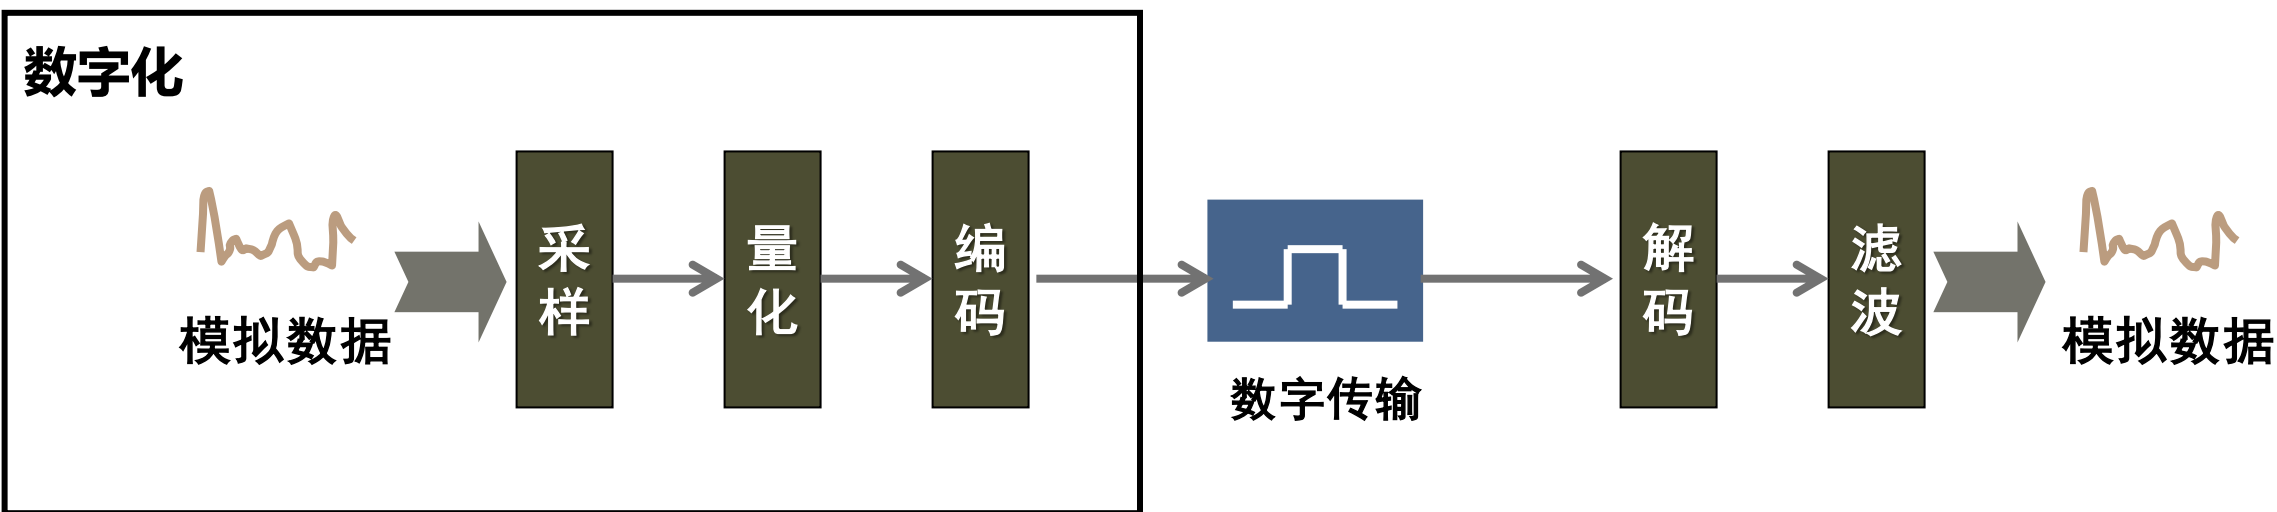 数字化
模拟数据
采样
量化
编码
数字传输
解码
滤波
模拟数据